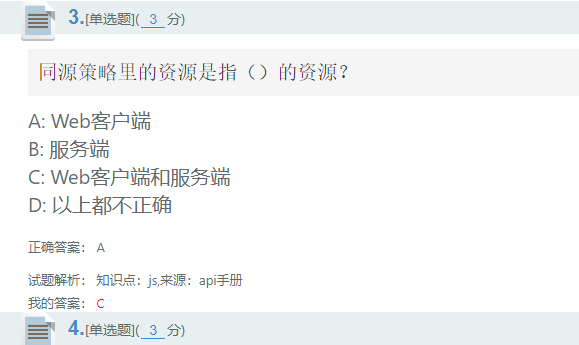 3.[单选题]( 3 分)
同源策略里的资源是指（）的资源？
A: Web客户端
B: 服务端
C: Web客户端和服务端
D: 以上都不正确
正确答案： A
试题解析： 知识点：js,来源：api手册
我的答案： C
4.[单选题]( 3 分)